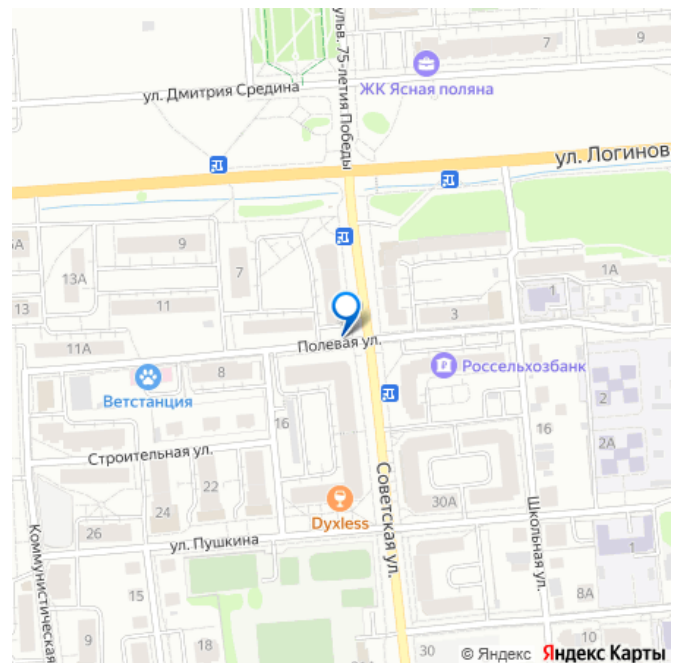 бульв. 75-летия Победы
7
9
ул. Дмитрия Средина
ЖК Ясная поляна
ул. Логинов
9
7
13А
13
11
11А
1А
1
3
Полевая ул.
8
Ветстанция
Россельхозбанк
16
2
2А
16
Строительная ул.
22
24
30А
Dyxless
Советская ул.
Школьная ул.
26
ул. Пушкина
Коммунистическая
1
15
8А
9
18
30
10
© Яндекс Яндекс Карты